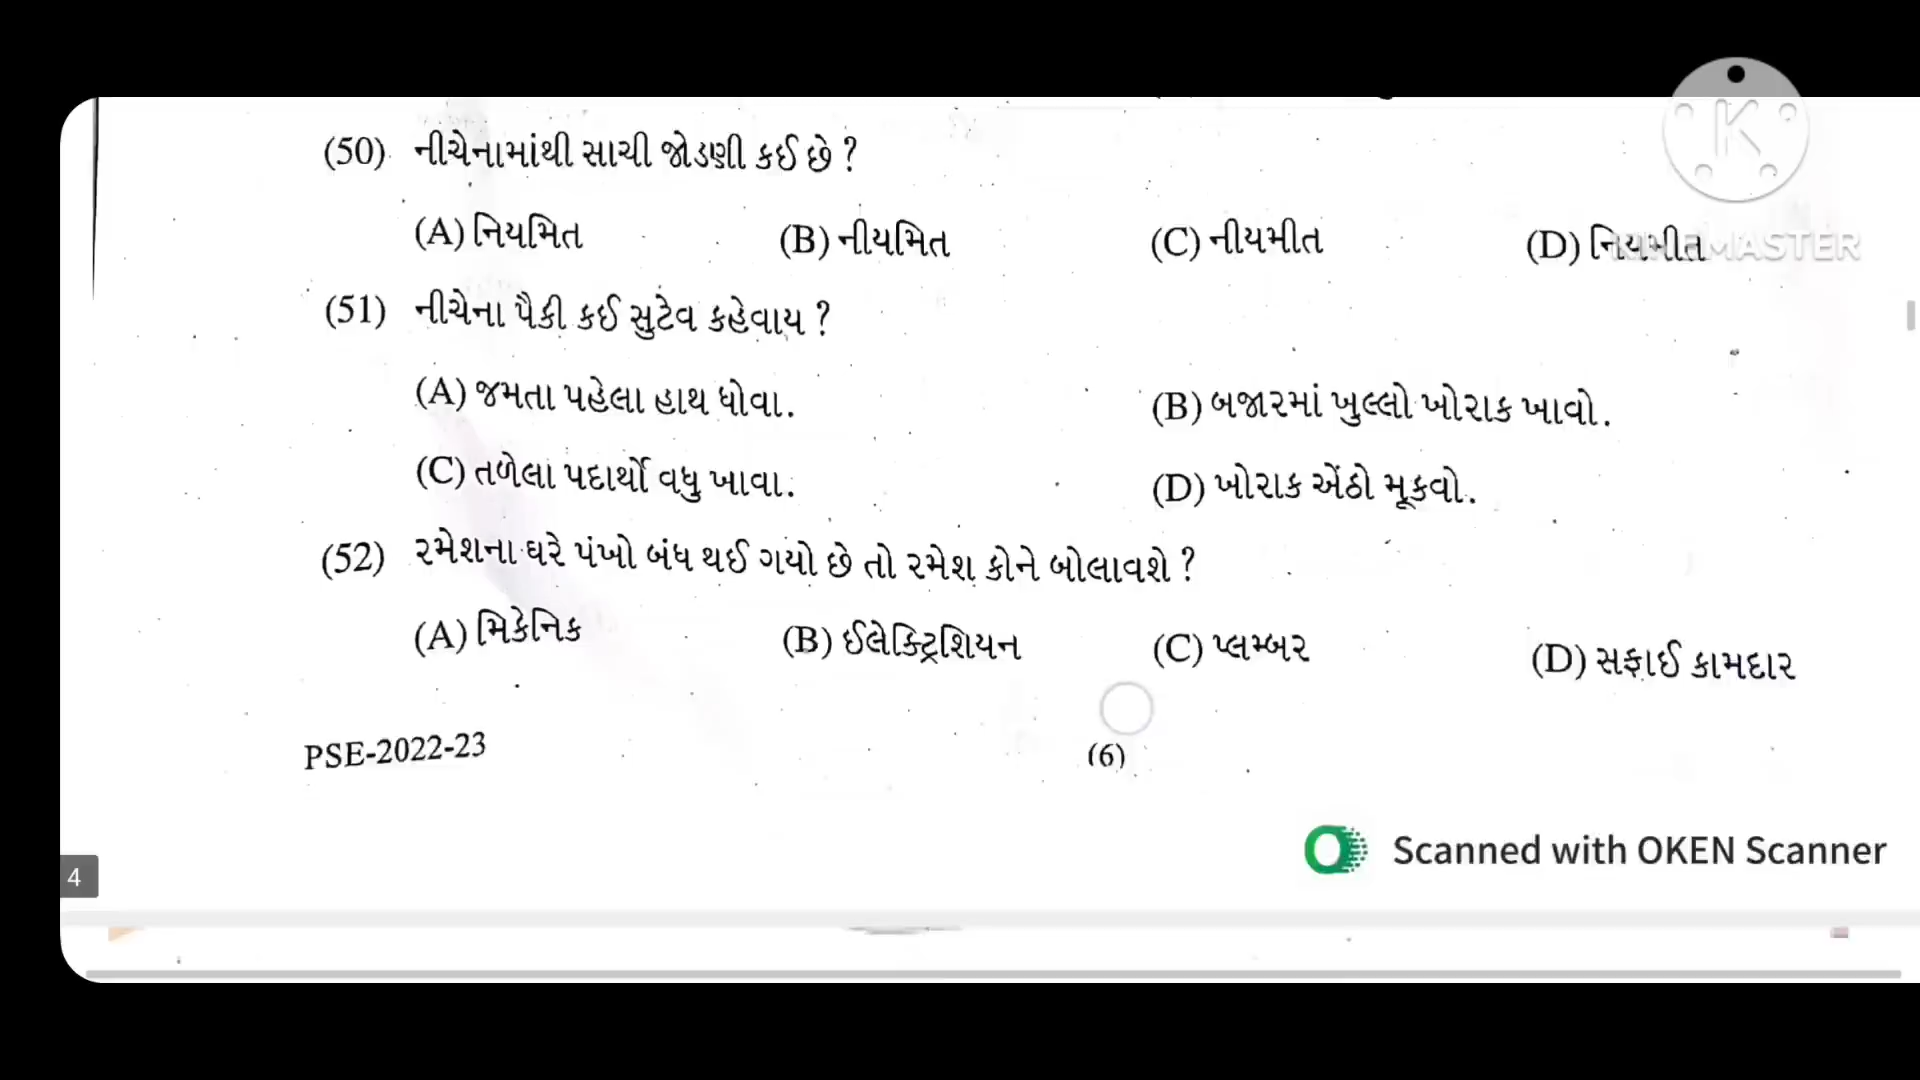 (50) નીચેનામાંથી સાચી જોડણી કઈ છે ?
(A) નિયમિત (B) નીયમિત (C) નીયમીત (D) નિયમીત
KINEMASTER
(51) નીચેના પૈકી કઈ સુટેવ કહેવાય ?
(A) જમતા પહેલા હાથ ધોવા. (B) બજારમાં ખુલ્લો ખોરાક ખાવો.
(C) તળેલા પદાર્થો વધુ ખાવા. (D) ખોરાક એંઠો મૂકવો.
(52) રમેશના ઘરે પંખો બંધ થઈ ગયો છે તો રમેશ કોને બોલાવશે ?
(A) મિકેનિક (B) ઈલેક્ટ્રિશિયન (C) પ્લમ્બર (D) સફાઈ કામદાર
PSE-2022-23 (6)
Scanned with OKEN Scanner
4